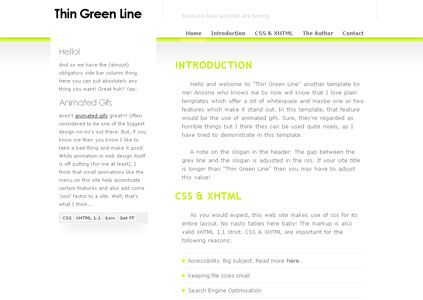 Thin Green Line
Because blue and red are boring...
Home Introduction CSS & XHTML The Author Contact
Hello!
And so we have the (almost)
obligatory side bar column thing.
Here you can put absolutely any
thing you want! Great huh? Yep.
Animated Gifs
Aren't animated gifs great!? Often
considered to be one of the biggest
design no-no's out there. But, if you
know me then you know I like to
take a bad thing and make it good.
While animation in web design itself
is off putting (for me at least), I
think that small animations like the
menu on this site help accentuate
certain features and also add some
'cool' factor to a site. Well, that's
what I think...
CSS XHTML 1.1 Get FF
INTRODUCTION
Hello and welcome to "Thin Green Line" another template by
me! Anyone who knows me by now will know that I love plain
templates which offer a lot of whitespace and maybe one or two
features which make it stand out. In this template, that feature
would be the use of animated gifs. Sure, they're regarded as
horrible things but I think they can be used quite nicely, as I
have tried to demonstrate in this template.
A note on the slogan in the header: The gap between the
grey line and the slogan is adjusted in the css. If your site title
is longer than "Thin Green Line" then you may have to adjust
this value!
CSS & XHTML
As you would expect, this web site makes use of css for its
entire layout. No nasty tables here baby! The markup is also
valid XHTML 1.1 strict. CSS & XHTML are important for the
following reasons:
Accessibility. Big subject. Read more here.
Keeping file sizes small
Search Engine Optimisation